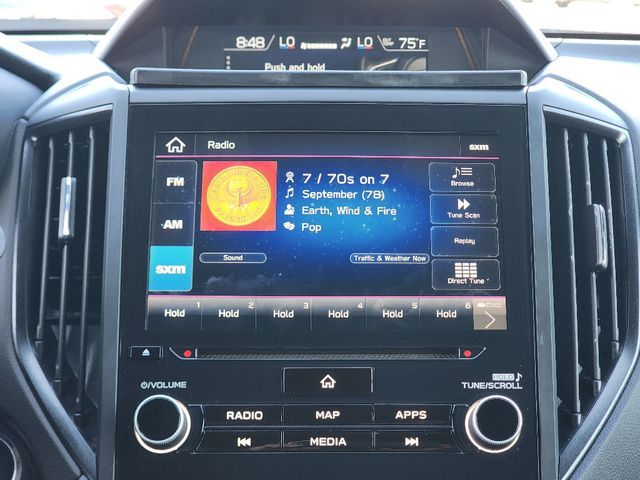 8:48 LO LO OUT TEMP 75°F
Push and hold
Radio sxm
FM
AM
sxm
7 / 70s on 7
September (78)
Earth, Wind & Fire
Pop
Sound
Traffic & Weather Now
Browse
Tune Scan
Replay
Direct Tune
1 2 3 4 5 6
Hold Hold Hold Hold Hold Hold
VOLUME
TUNE/SCROLL
RADIO MAP APPS
MEDIA